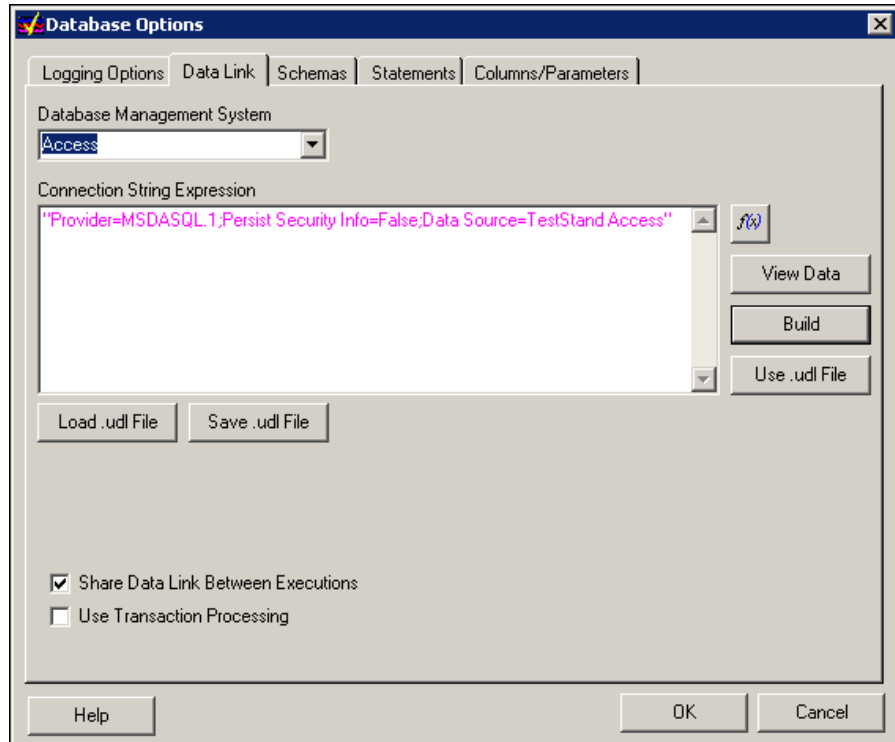 Database Options
Logging Options Data Link Schemas Statements Columns/Parameters
Database Management System
Access
Connection String Expression
"Provider=MSDASQL.1;Persist Security Info=False;Data Source=TestStand Access"
f(x)
View Data
Build
Use .udl File
Load .udl File Save .udl File
Share Data Link Between Executions
Use Transaction Processing
Help OK Cancel